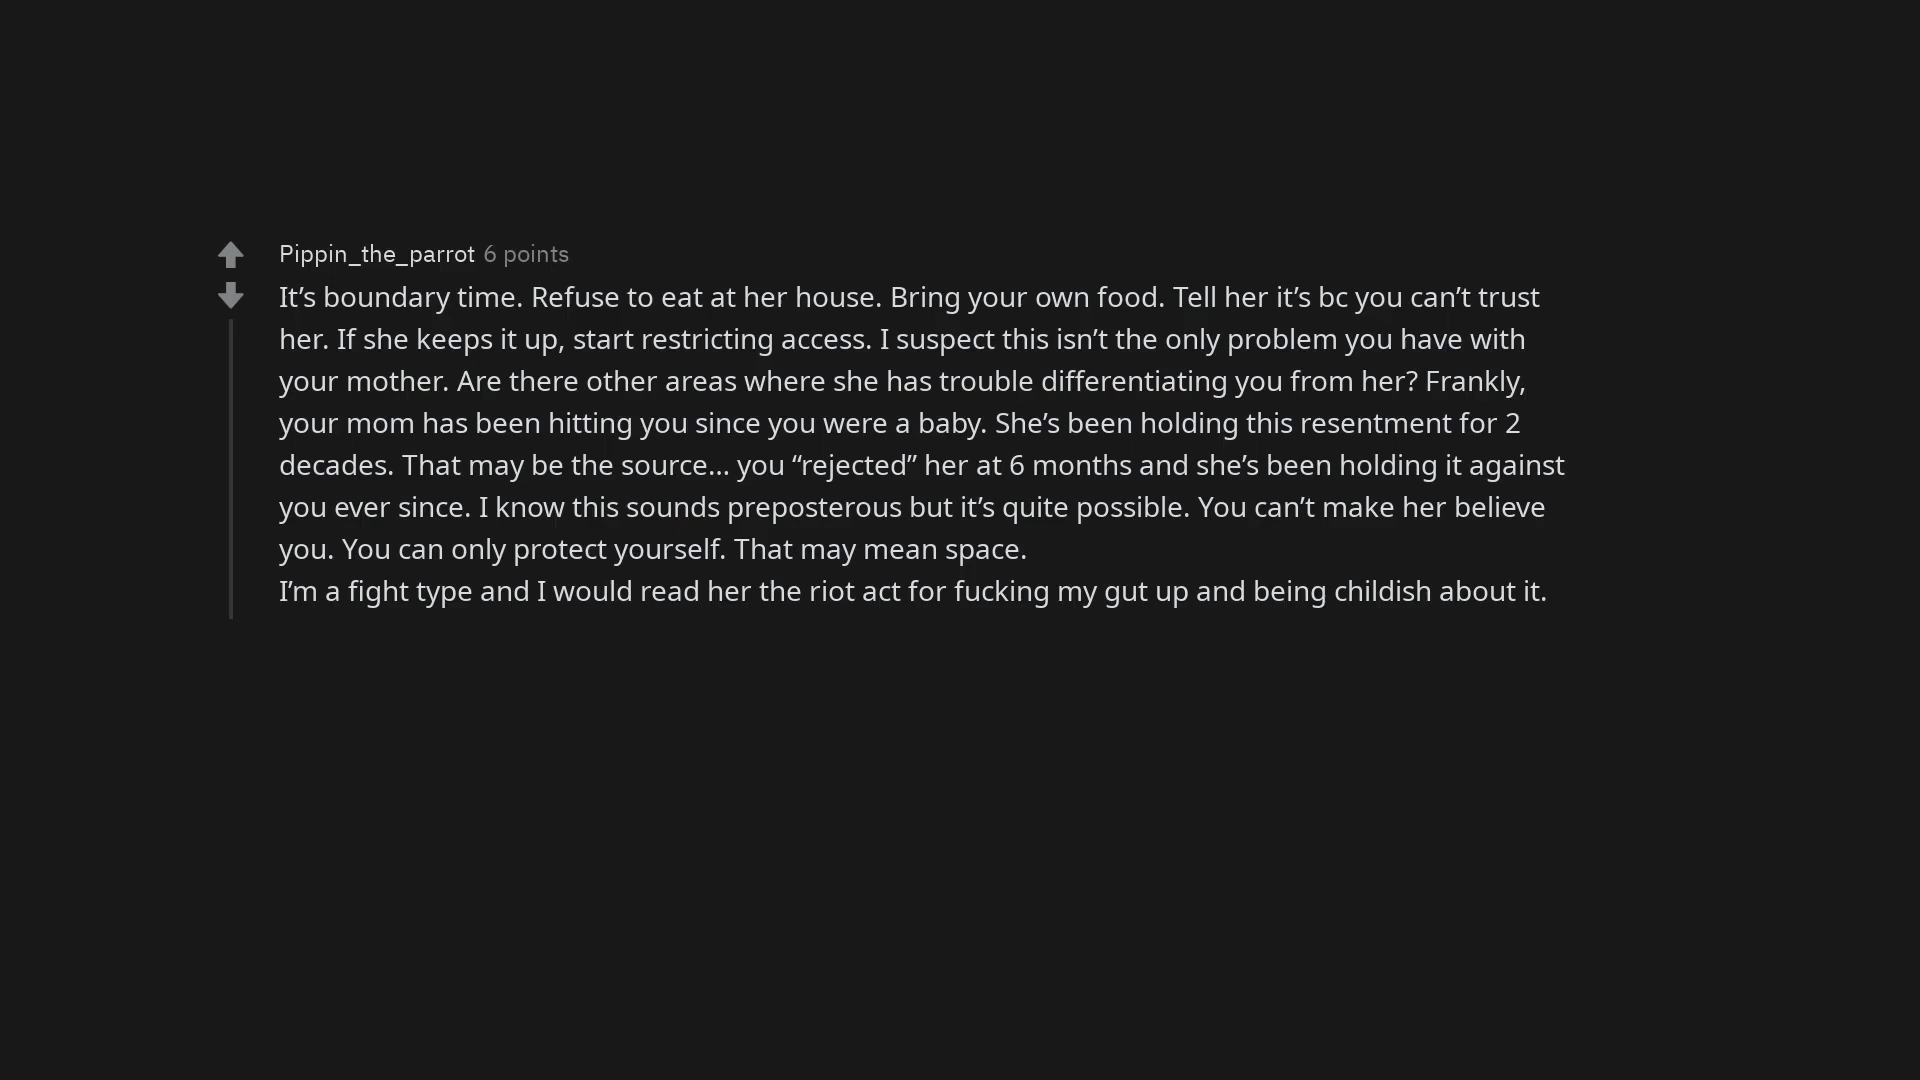 Pippin_the_parrot 6 points
It’s boundary time. Refuse to eat at her house. Bring your own food. Tell her it’s bc you can’t trust
her. If she keeps it up, start restricting access. I suspect this isn’t the only problem you have with
your mother. Are there other areas where she has trouble differentiating you from her? Frankly,
your mom has been hitting you since you were a baby. She’s been holding this resentment for 2
decades. That may be the source… you “rejected” her at 6 months and she’s been holding it against
you ever since. I know this sounds preposterous but it’s quite possible. You can’t make her believe
you. You can only protect yourself. That may mean space.
I’m a fight type and I would read her the riot act for fucking my gut up and being childish about it.